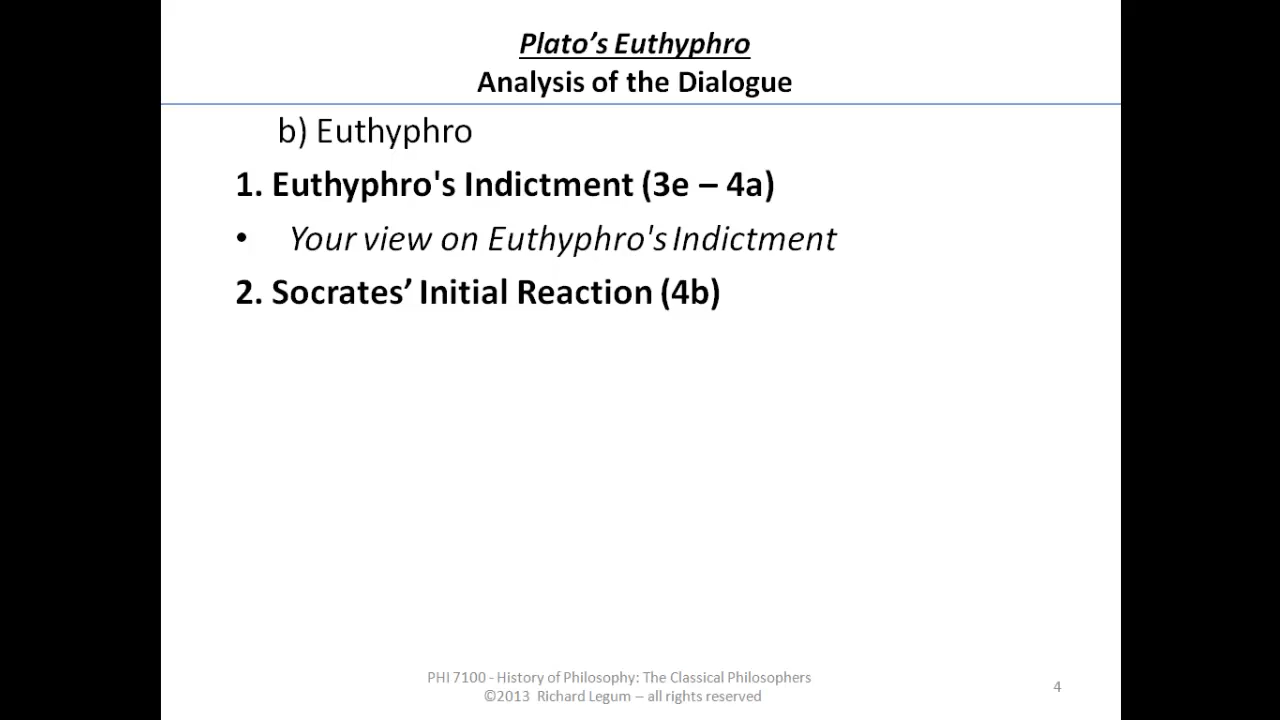 Plato’s Euthyphro
Analysis of the Dialogue
b) Euthyphro
1. Euthyphro's Indictment (3e – 4a)
• Your view on Euthyphro's Indictment
2. Socrates’ Initial Reaction (4b)
PHI 7100 - History of Philosophy: The Classical Philosophers
©2013 Richard Legum – all rights reserved
4